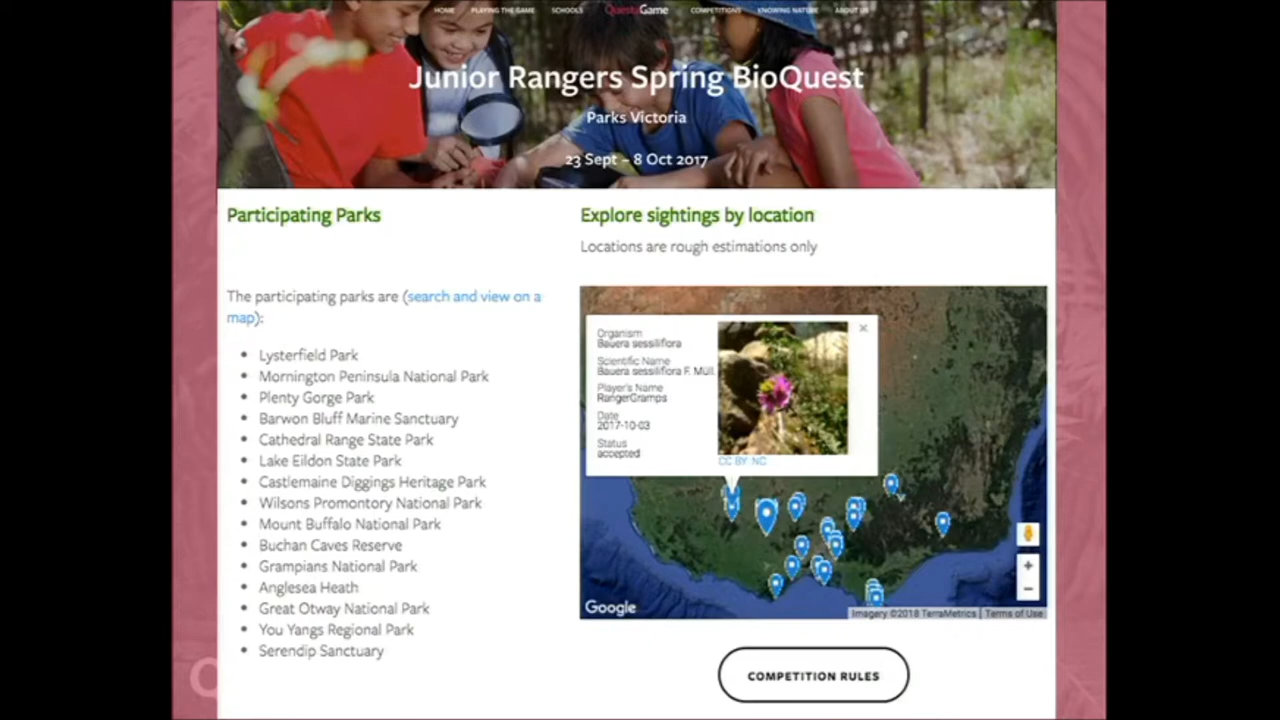 HOME PLAYING THE GAME SCHOOLS QuestaGame COMPETITIONS KNOWING NATURE ABOUT US
Junior Rangers Spring BioQuest
Parks Victoria
23 Sept – 8 Oct 2017
Participating Parks
The participating parks are (search and view on a
map):
Lysterfield Park
Mornington Peninsula National Park
Plenty Gorge Park
Barwon Bluff Marine Sanctuary
Cathedral Range State Park
Lake Eildon State Park
Castlemaine Diggings Heritage Park
Wilsons Promontory National Park
Mount Buffalo National Park
Buchan Caves Reserve
Grampians National Park
Anglesea Heath
Great Otway National Park
You Yangs Regional Park
Serendip Sanctuary
Explore sightings by location
Locations are rough estimations only
Organism
Bauera sessiliflora
Scientific Name
Bauera sessiliflora F. Müll.
Player's Name
RangerGramps
Date
2017-10-03
Status
accepted
CC BY-NC
Google
Imagery ©2018 TerraMetrics
Terms of Use
COMPETITION RULES